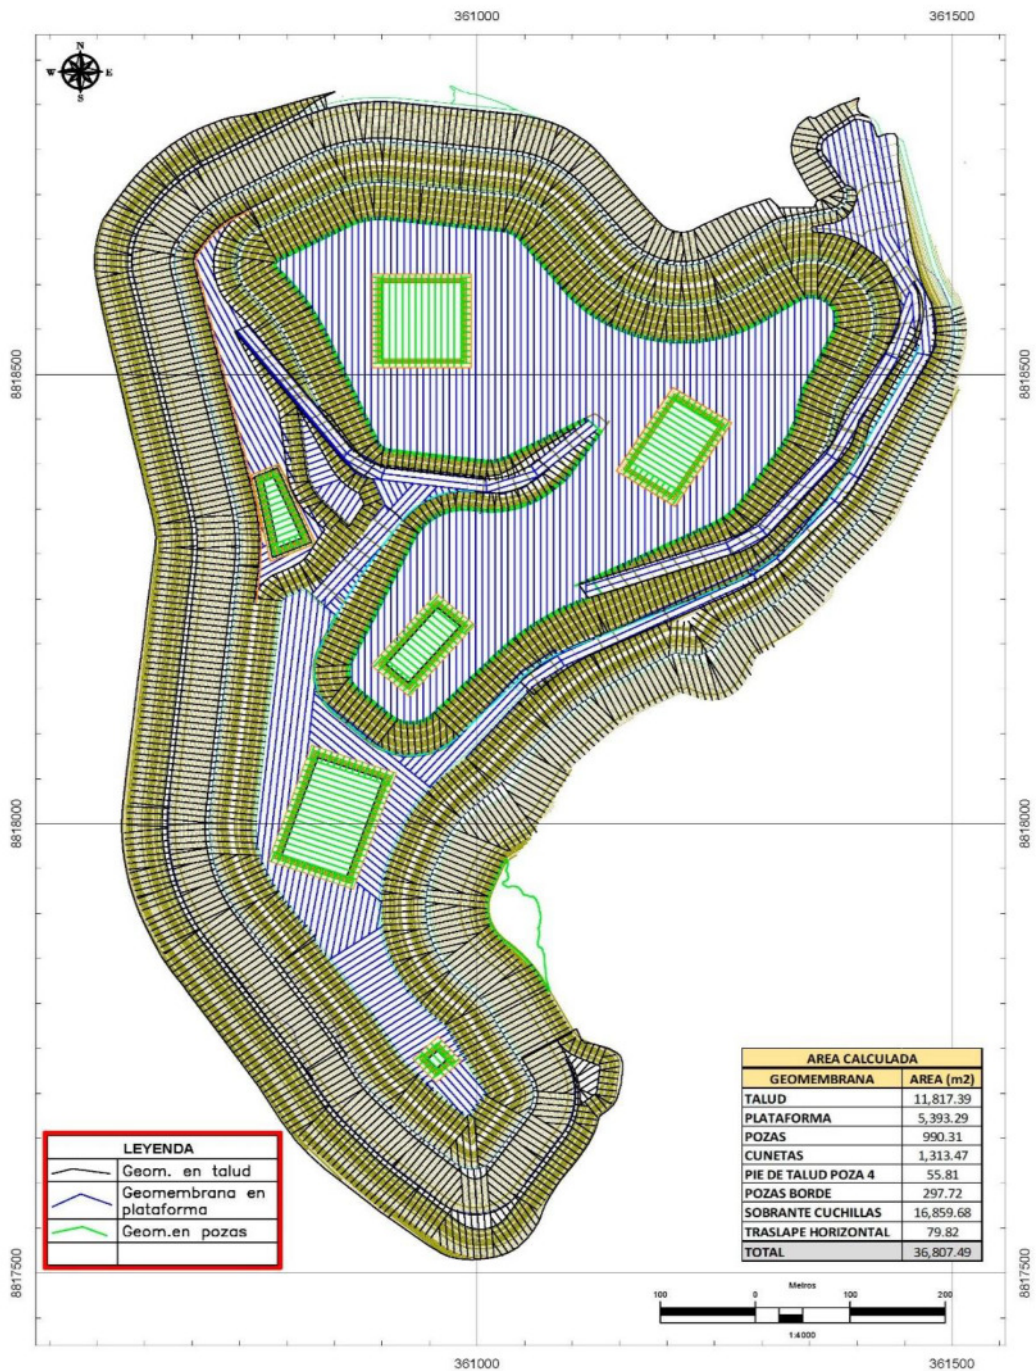 361000
361500
N
W E
S
8818500
8818500
8818000
8818000
AREA CALCULADA
GEOMEMBRANA AREA (m2)
TALUD 11,817.39
PLATAFORMA 5,393.29
POZAS 990.31
CUNETAS 1,313.47
PIE DE TALUD POZA 4 55.81
POZAS BORDE 297.72
SOBRANTE CUCHILLAS 16,859.68
TRASLAPE HORIZONTAL 79.82
TOTAL 36,807.49
LEYENDA
Geom. en talud
Geomembrana en
plataforma
Geom.en pozas
8817500
8817500
Metros
100 0 100 200
1:4000
361000
361500